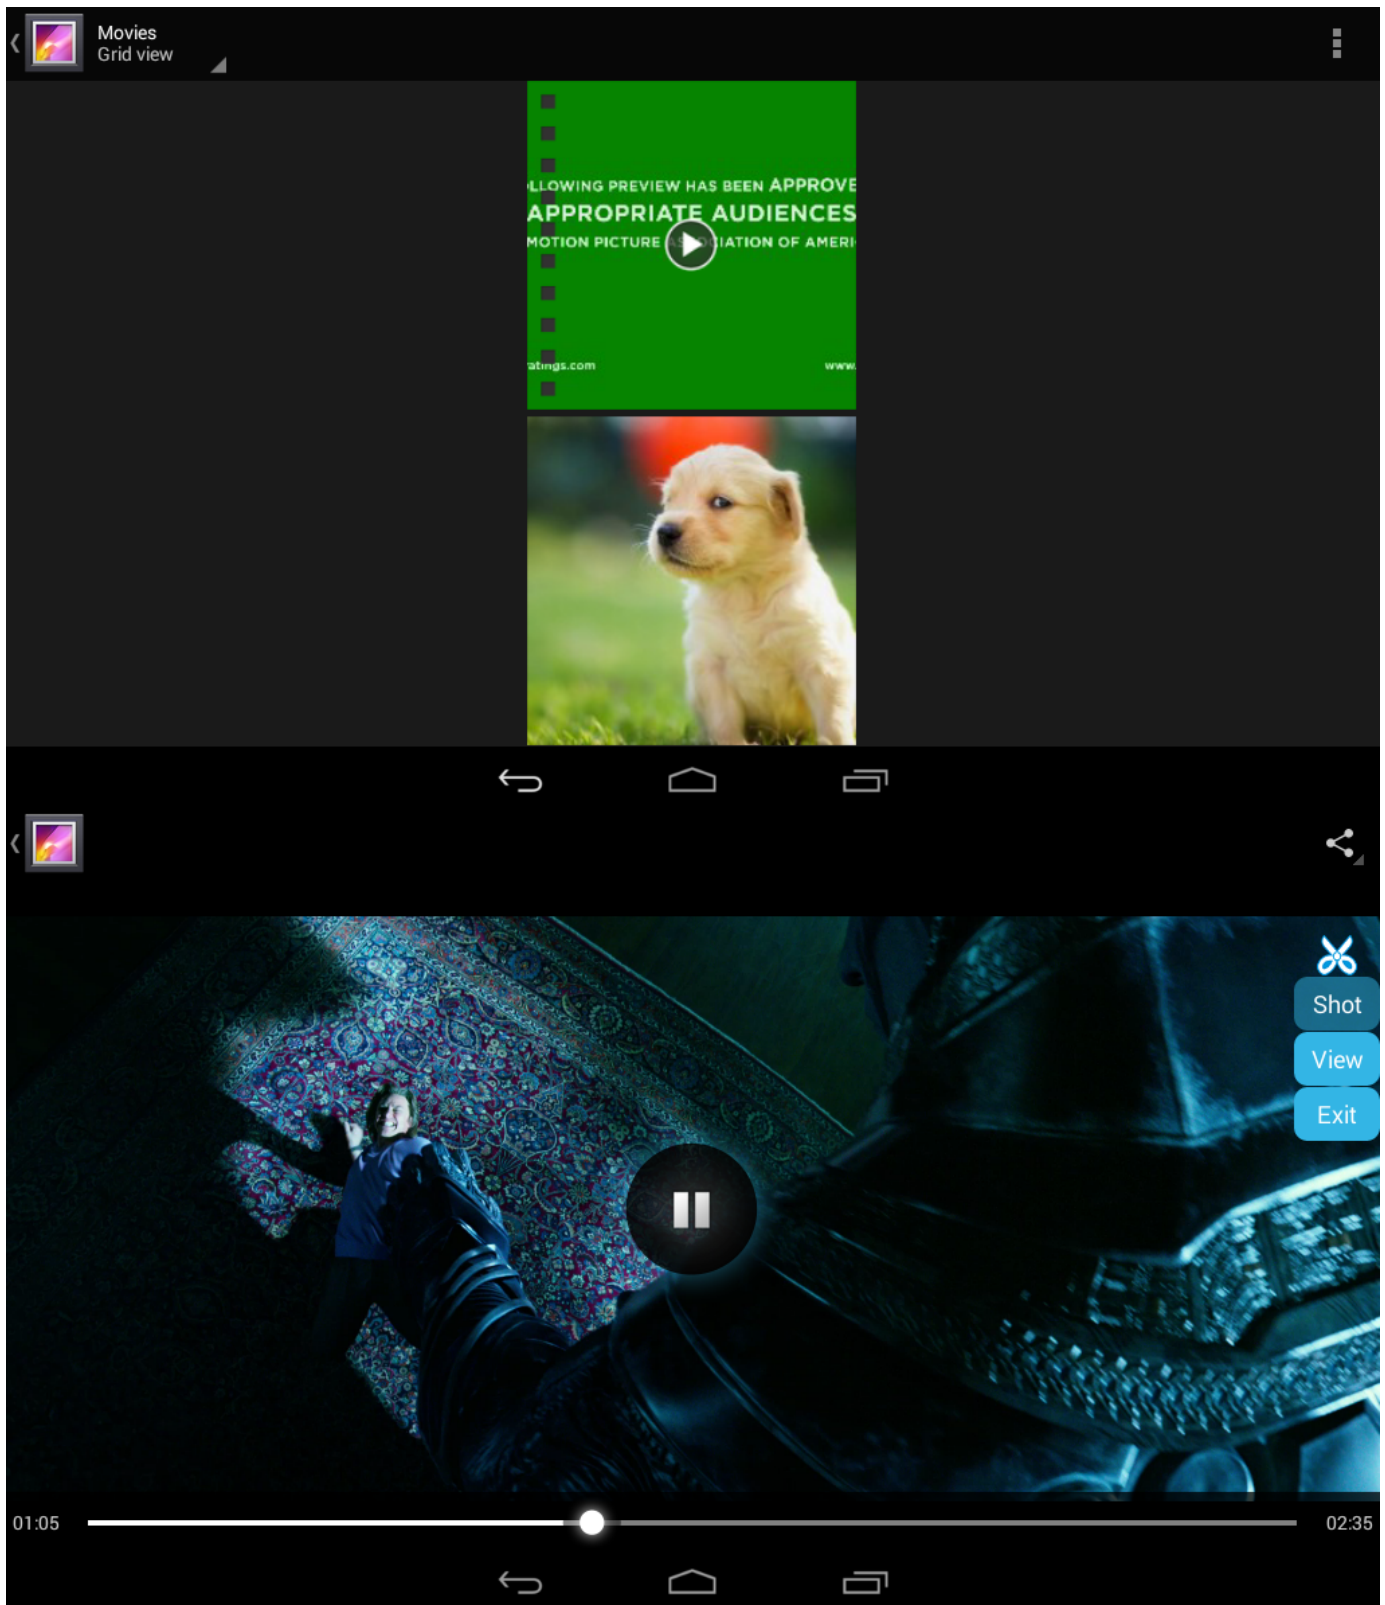 Movies
Grid view
LLOWING PREVIEW HAS BEEN APPROVE
APPROPRIATE AUDIENCES
MOTION PICTURE ASSOCIATION OF AMERI
atings.com
www.
Shot
View
Exit
01:05
02:35